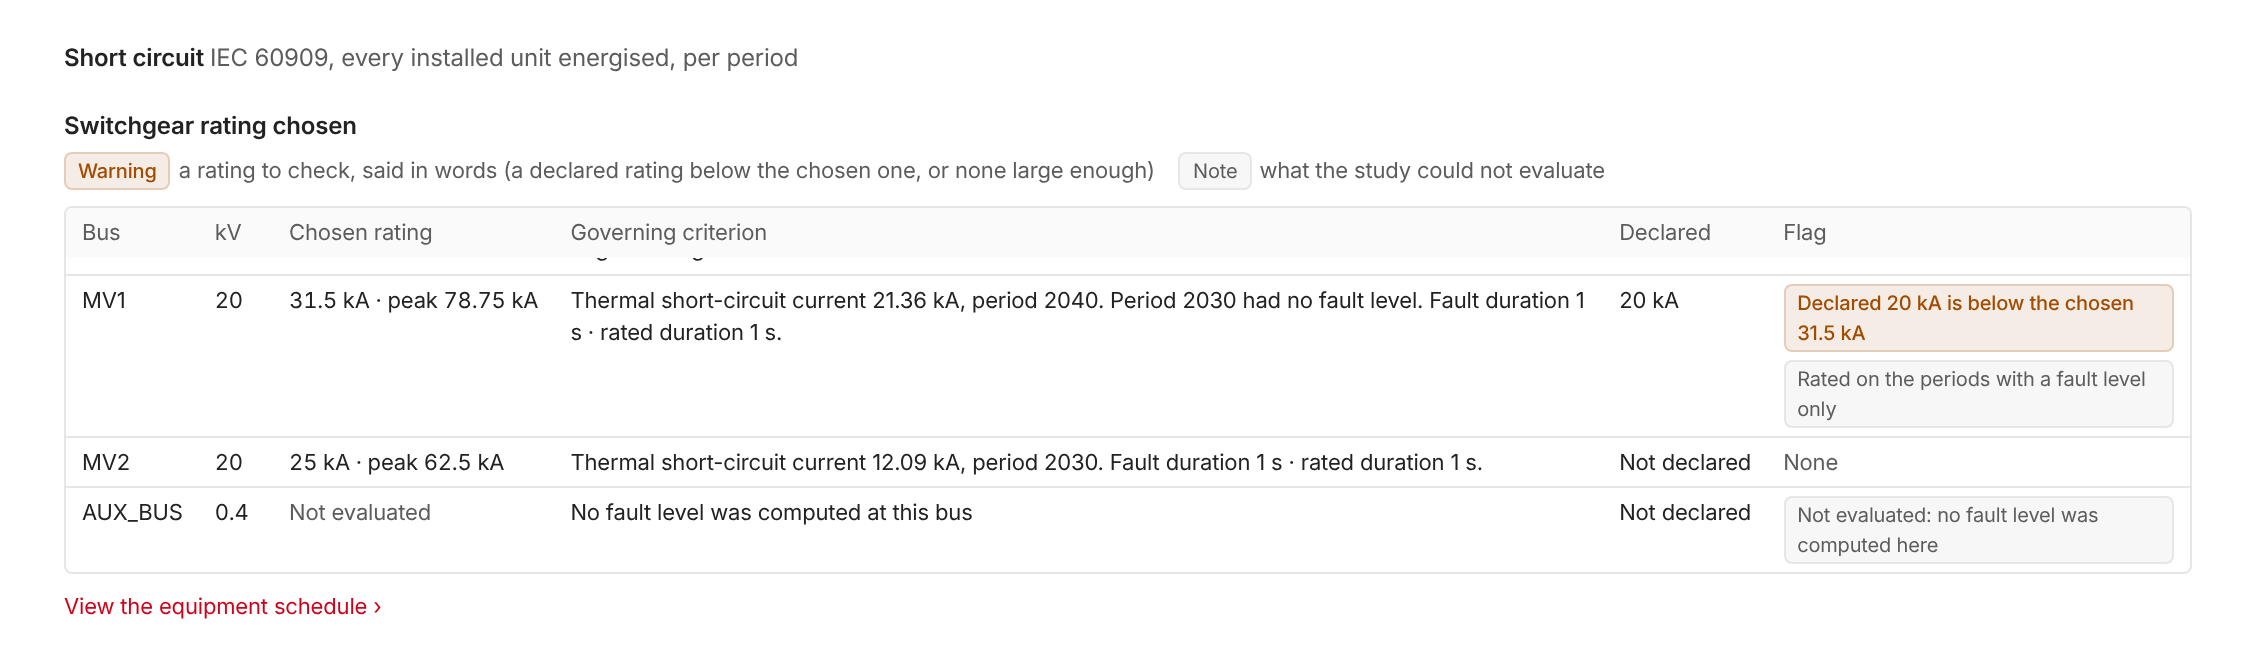 Short circuit IEC 60909, every installed unit energised, per period
Switchgear rating chosen
Warning a rating to check, said in words (a declared rating below the chosen one, or none large enough) Note what the study could not evaluate
Bus kV Chosen rating Governing criterion Declared Flag
MV1 20 31.5 kA · peak 78.75 kA Thermal short-circuit current 21.36 kA, period 2040. Period 2030 had no fault level. Fault duration 1 20 kA Declared 20 kA is below the chosen
s · rated duration 1 s. 31.5 kA
Rated on the periods with a fault level
only
MV2 20 25 kA · peak 62.5 kA Thermal short-circuit current 12.09 kA, period 2030. Fault duration 1 s · rated duration 1 s. Not declared None
AUX_BUS 0.4 Not evaluated No fault level was computed at this bus Not declared Not evaluated: no fault level was
computed here
View the equipment schedule ›